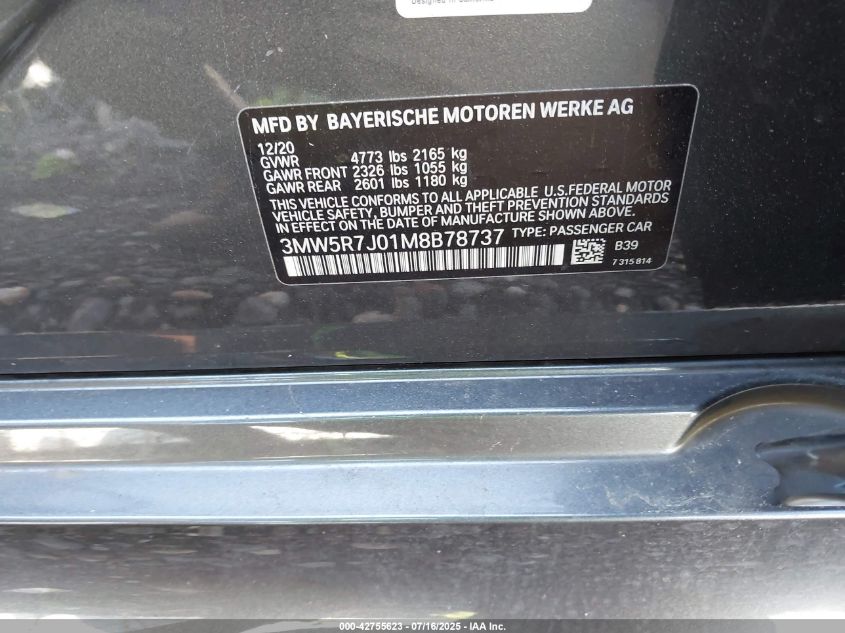 Designed in California
MFD BY BAYERISCHE MOTOREN WERKE AG
12/20
GVWR 4773 lbs 2165 kg
GAWR FRONT 2326 lbs 1055 kg
GAWR REAR 2601 lbs 1180 kg
THIS VEHICLE CONFORMS TO ALL APPLICABLE U.S.FEDERAL MOTOR
VEHICLE SAFETY, BUMPER AND THEFT PREVENTION STANDARDS
IN EFFECT ON THE DATE OF MANUFACTURE SHOWN ABOVE.
3MW5R7J01M8B78737 TYPE: PASSENGER CAR
B39
7 315 814
000-42755623 - 07/16/2025 - IAA Inc.